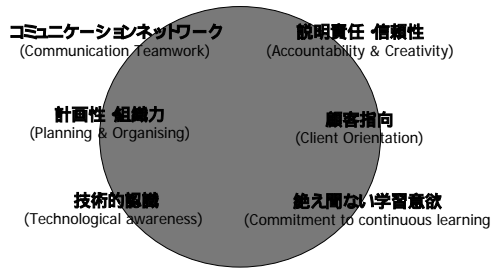 コミュニケーションネットワーク
(Communication Teamwork)
説明責任・信頼性
(Accountability & Creativity)
計画性・組織力
(Planning & Organising)
顧客指向
(Client Orientation)
技術的認識
(Technological awareness)
絶え間ない学習意欲
(Commitment to continuous learning